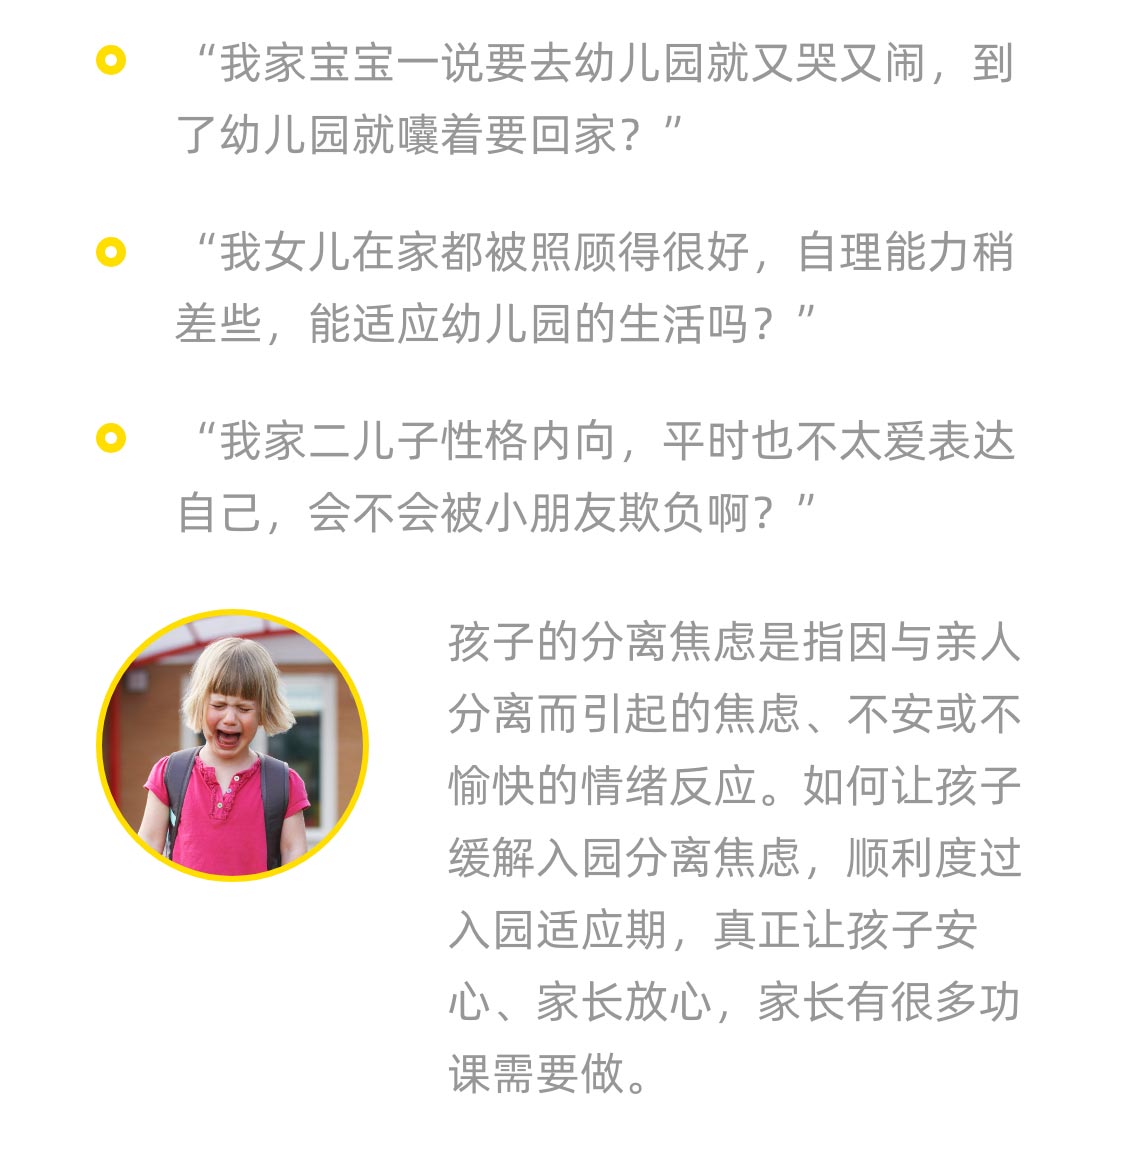 “我家宝宝一说要去幼儿园就又哭又闹，到
了幼儿园就囔着要回家？”
“我女儿在家都被照顾得很好，自理能力稍
差些，能适应幼儿园的生活吗？”
“我家二儿子性格内向，平时也不太爱表达
自己，会不会被小朋友欺负啊？”
孩子的分离焦虑是指因与亲人
分离而引起的焦虑、不安或不
愉快的情绪反应。如何让孩子
缓解入园分离焦虑，顺利度过
入园适应期，真正让孩子安
心、家长放心，家长有很多功
课需要做。